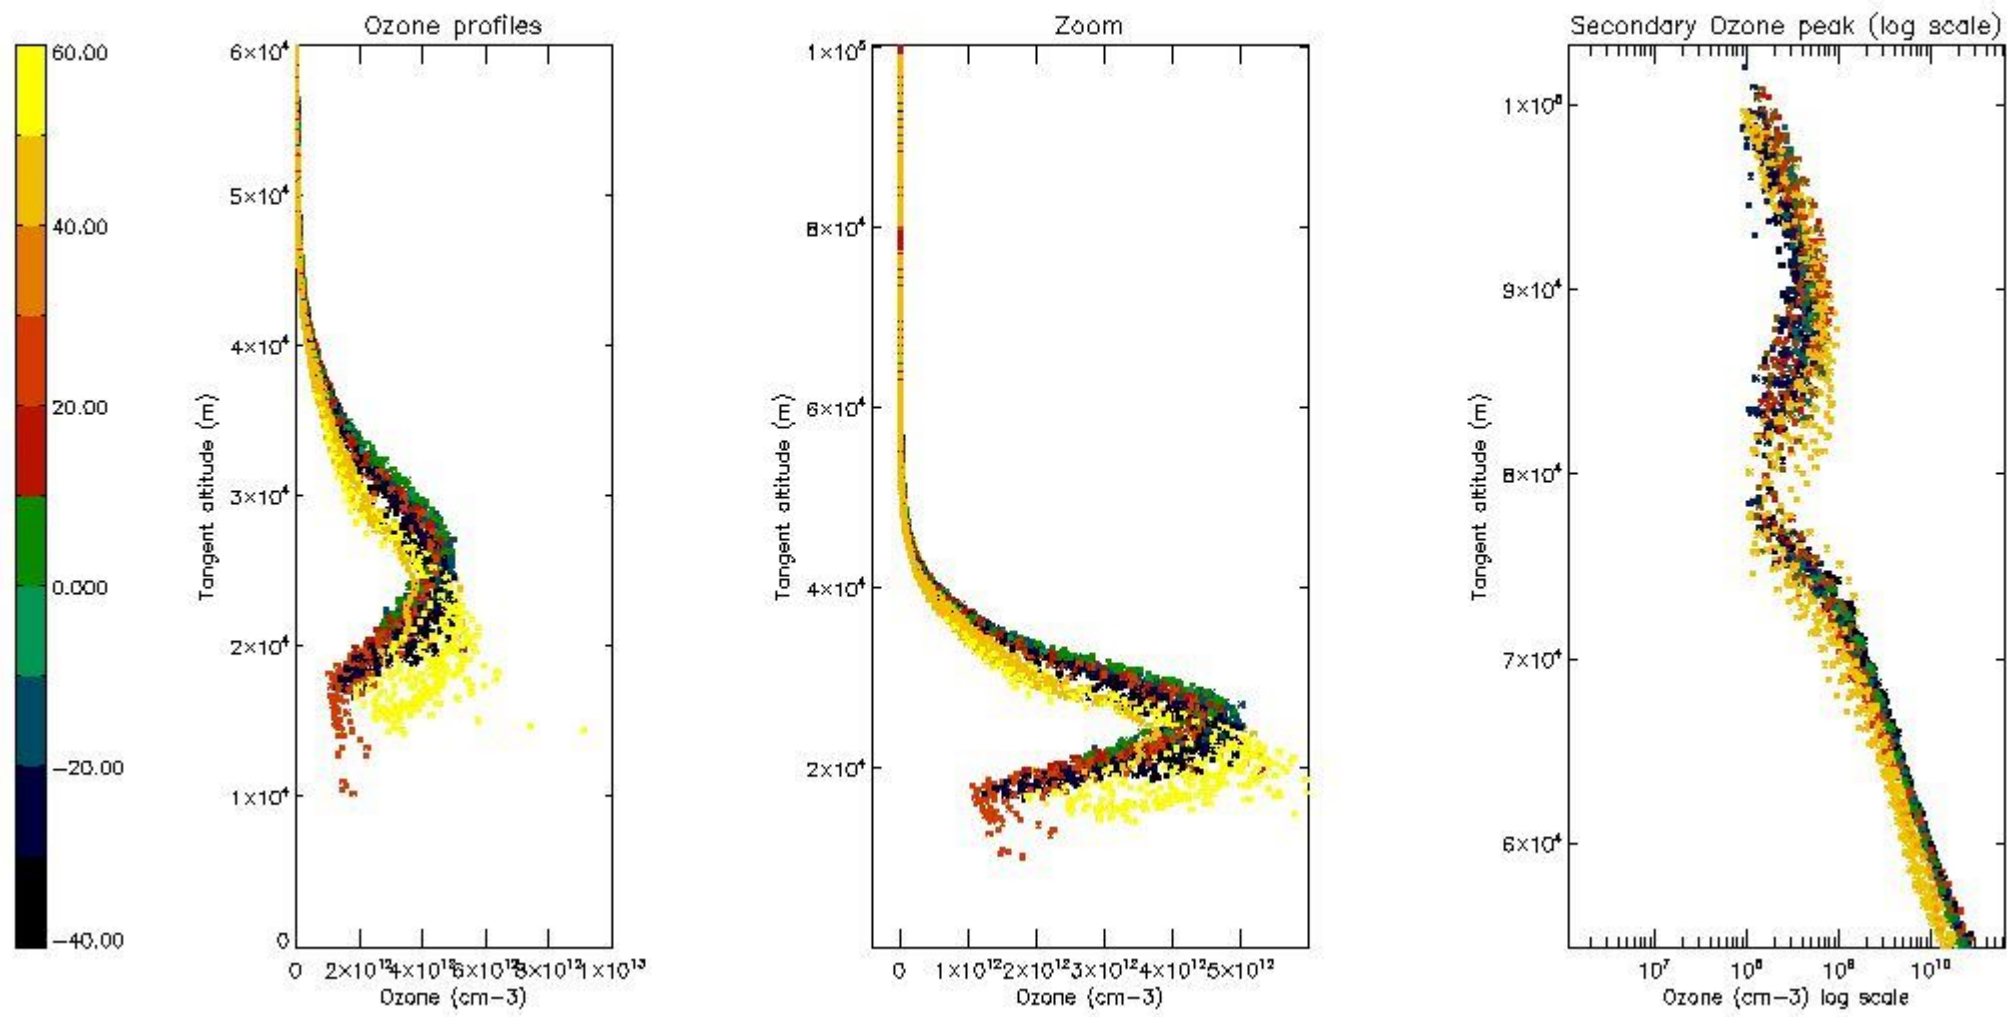 Ozone profiles
Zoom
Secondary Ozone peak (log scale)
60.00
40.00
20.00
0.000
-20.00
-40.00
6×10⁴
5×10⁴
4×10⁴
3×10⁴
2×10⁴
1×10⁴
0
Tangent altitude (m)
0 2×10¹² 4×10¹² 6×10¹² 8×10¹² 1×10¹³
Ozone (cm-3)
1×10⁵
8×10⁴
6×10⁴
4×10⁴
2×10⁴
Tangent altitude (m)
0 1×10¹² 2×10¹² 3×10¹² 4×10¹² 5×10¹²
Ozone (cm-3)
1×10⁵
9×10⁴
8×10⁴
7×10⁴
6×10⁴
Tangent altitude (m)
10⁷ 10⁸ 10⁹ 10¹⁰
Ozone (cm-3) log scale